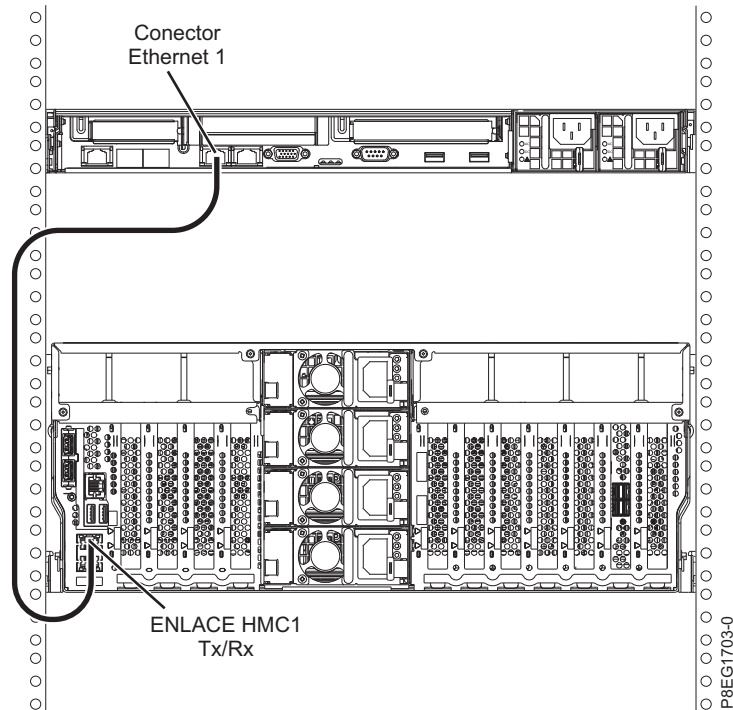 Conector
Ethernet 1
ENLACE HMC1
Tx/Rx
P8EG1703-0